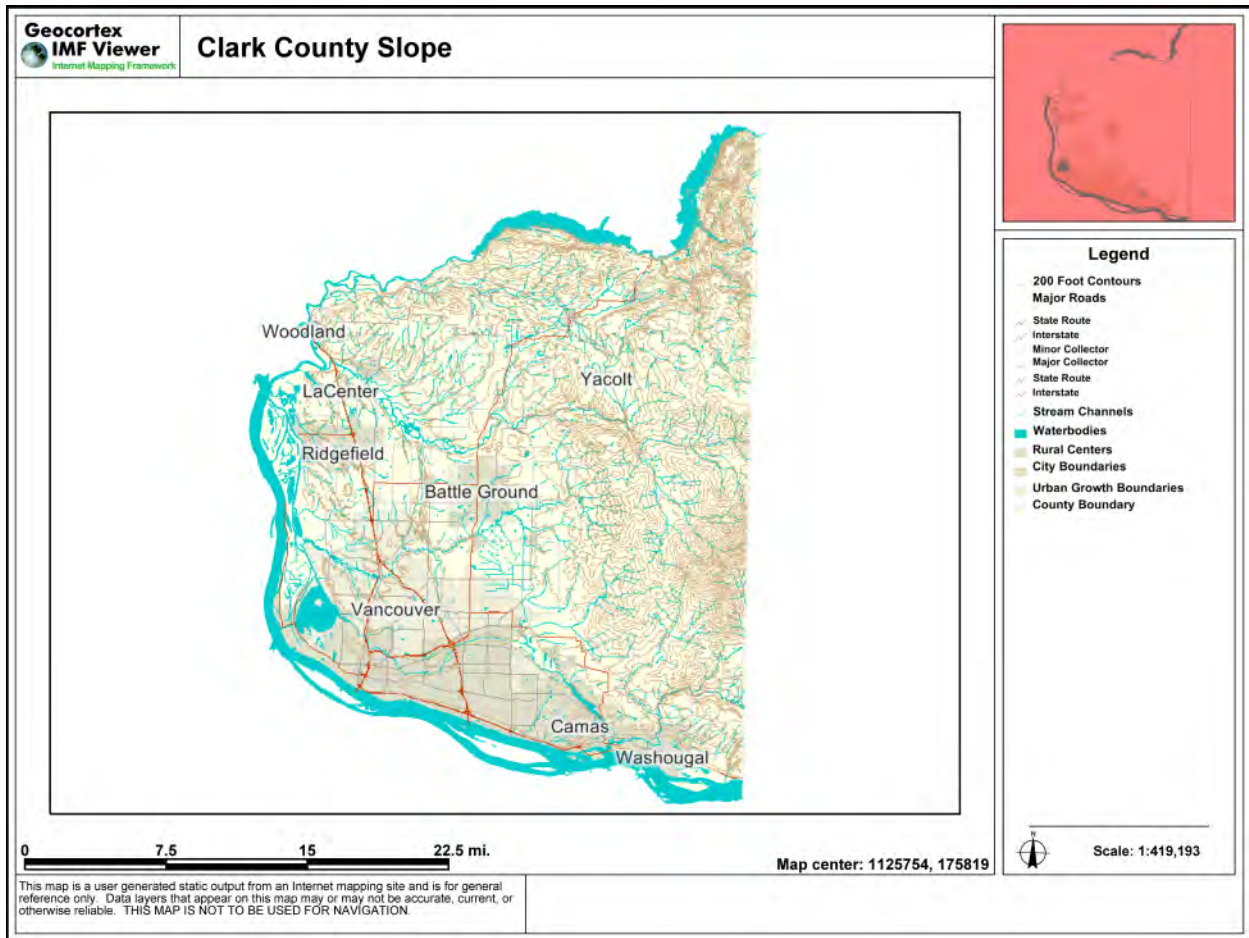 Geocortex
IMF Viewer
Internet Mapping Framework
Clark County Slope
Woodland
LaCenter
Yacolt
Ridgefield
Battle Ground
Vancouver
Camas
Washougal
Legend
200 Foot Contours
Major Roads
State Route
Interstate
Minor Collector
Major Collector
State Route
Interstate
Stream Channels
Waterbodies
Rural Centers
City Boundaries
Urban Growth Boundaries
County Boundary
N
Scale: 1:419,193
0 7.5 15 22.5 mi.
Map center: 1125754, 175819
This map is a user generated static output from an Internet mapping site and is for general
reference only. Data layers that appear on this map may or may not be accurate, current, or
otherwise reliable. THIS MAP IS NOT TO BE USED FOR NAVIGATION.